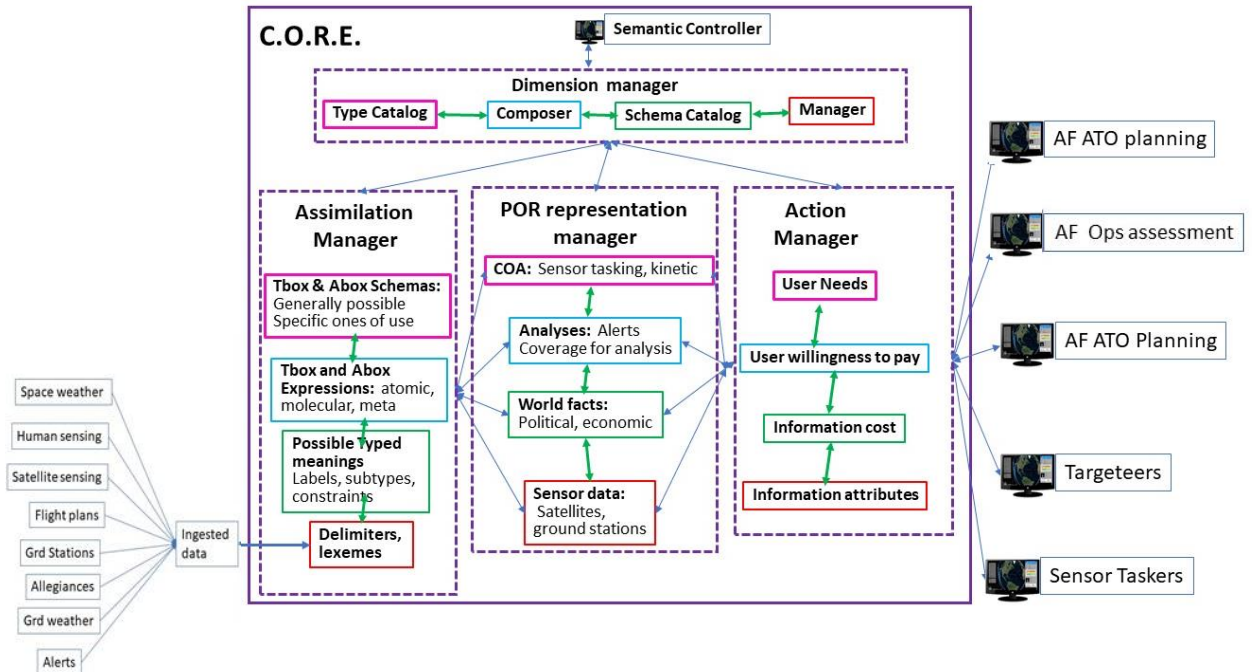 C.O.R.E.
Semantic Controller
Dimension manager
Type Catalog
Composer
Schema Catalog
Manager
Assimilation
Manager
Tbox & Abox Schemas:
Generally possible
Specific ones of use
Tbox and Abox
Expressions: atomic,
molecular, meta
Possible Typed
meanings
Labels, subtypes,
constraints
Delimiters,
lexemes
POR representation
manager
COA: Sensor tasking, kinetic
Analyses: Alerts
Coverage for analysis
World facts:
Political, economic
Sensor data:
Satellites,
ground stations
Action
Manager
User Needs
User willingness to pay
Information cost
Information attributes
Space weather
Human sensing
Satellite sensing
Flight plans
Grd Stations
Allegiances
Grd weather
Alerts
Ingested
data
AF ATO planning
AF Ops assessment
AF ATO Planning
Targeteers
Sensor Taskers